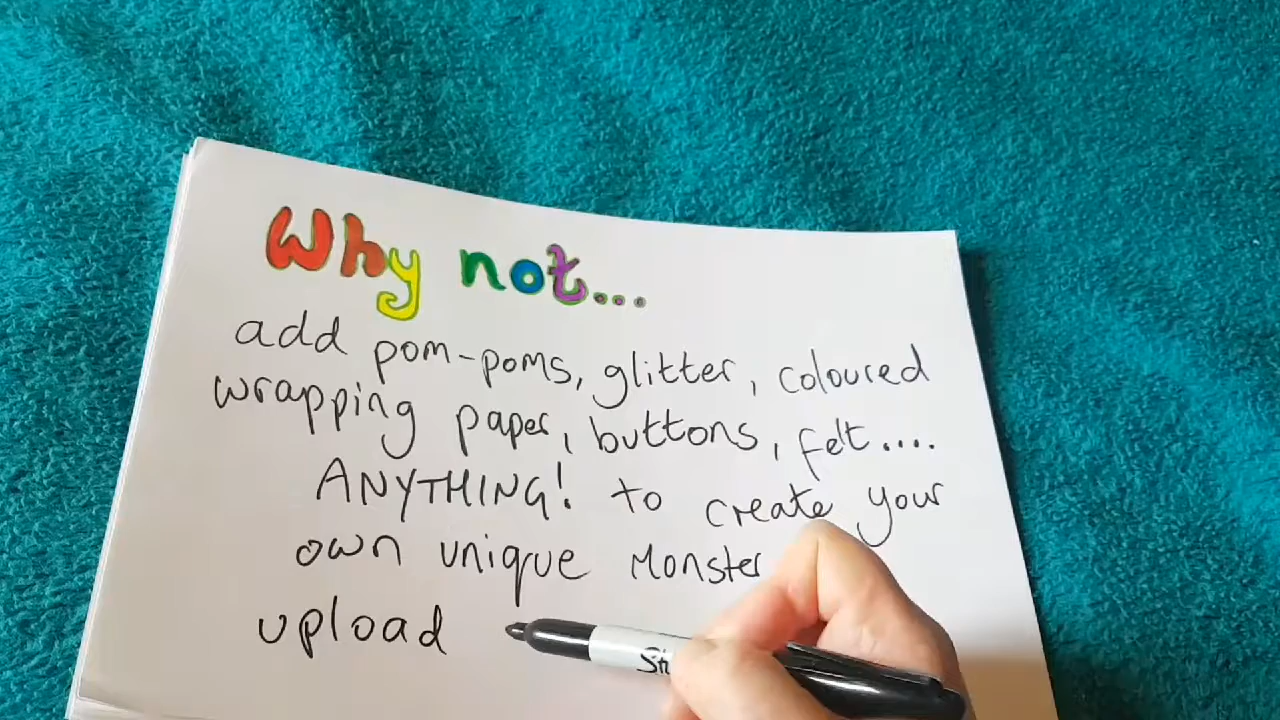 Why not...
add pom-poms, glitter, coloured
wrapping paper, buttons, felt....
ANYTHING! to create your
own unique Monster
upload